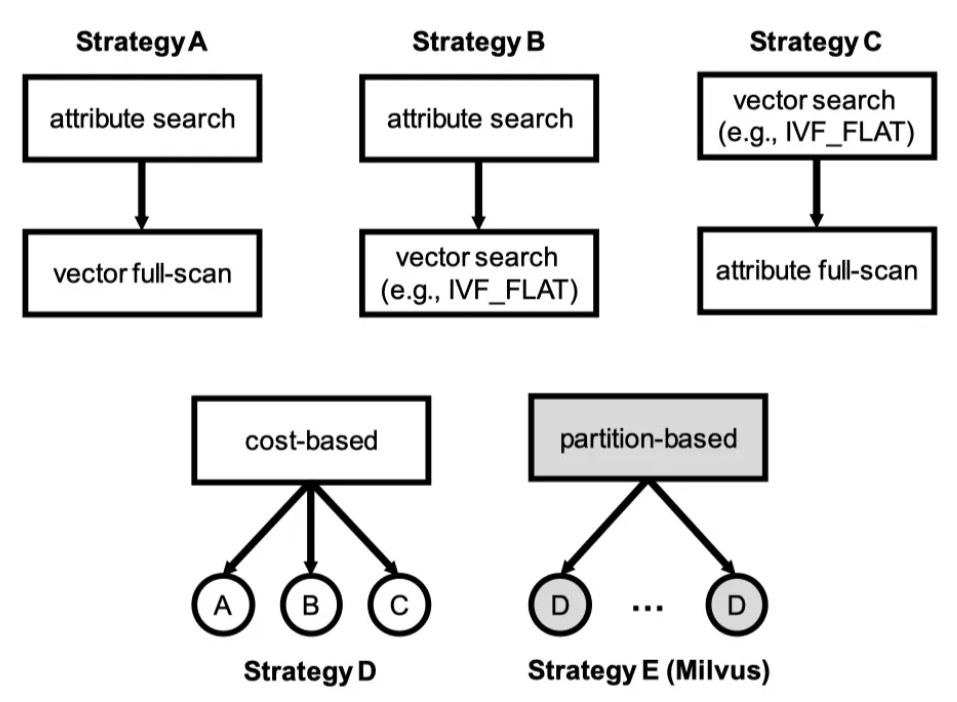 Strategy A
attribute search
vector full-scan
Strategy B
attribute search
vector search
(e.g., IVF_FLAT)
Strategy C
vector search
(e.g., IVF_FLAT)
attribute full-scan
cost-based
A
B
C
Strategy D
partition-based
D
...
D
Strategy E (Milvus)